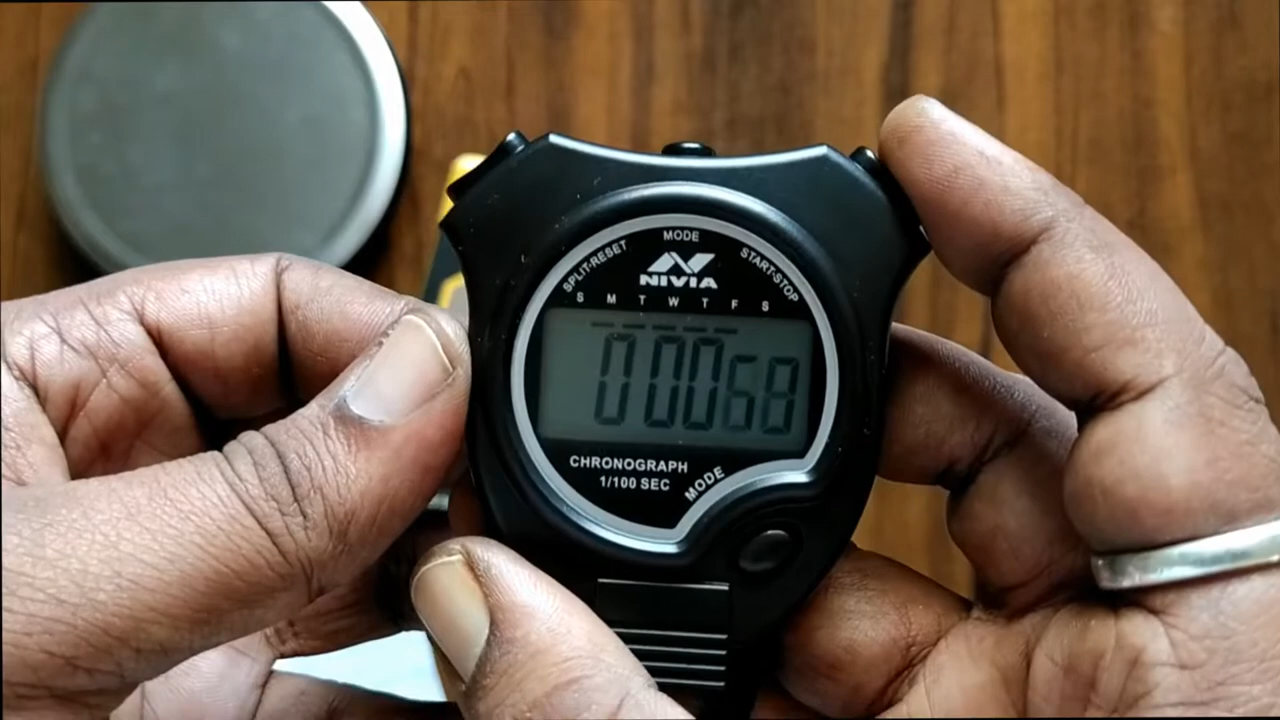 MODE
SPLIT-RESET
START-STOP
NIVIA
S M T W T F S
0 00 68
CHRONOGRAPH
1/100 SEC
MODE